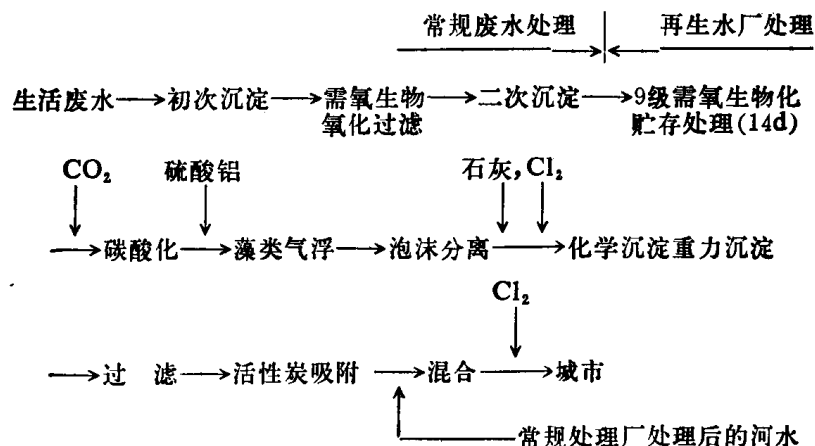 常规废水处理 再生水厂处理
生活废水 初次沉淀 需氧生物 二次沉淀 9级需氧生物化
氧化过滤 贮存处理(14d)
CO₂ 硫酸铝 石灰,Cl₂
碳酸化 藻类气浮 泡沫分离 化学沉淀重力沉淀
Cl₂
过 滤 活性炭吸附 混合 城市
常规处理厂处理后的河水